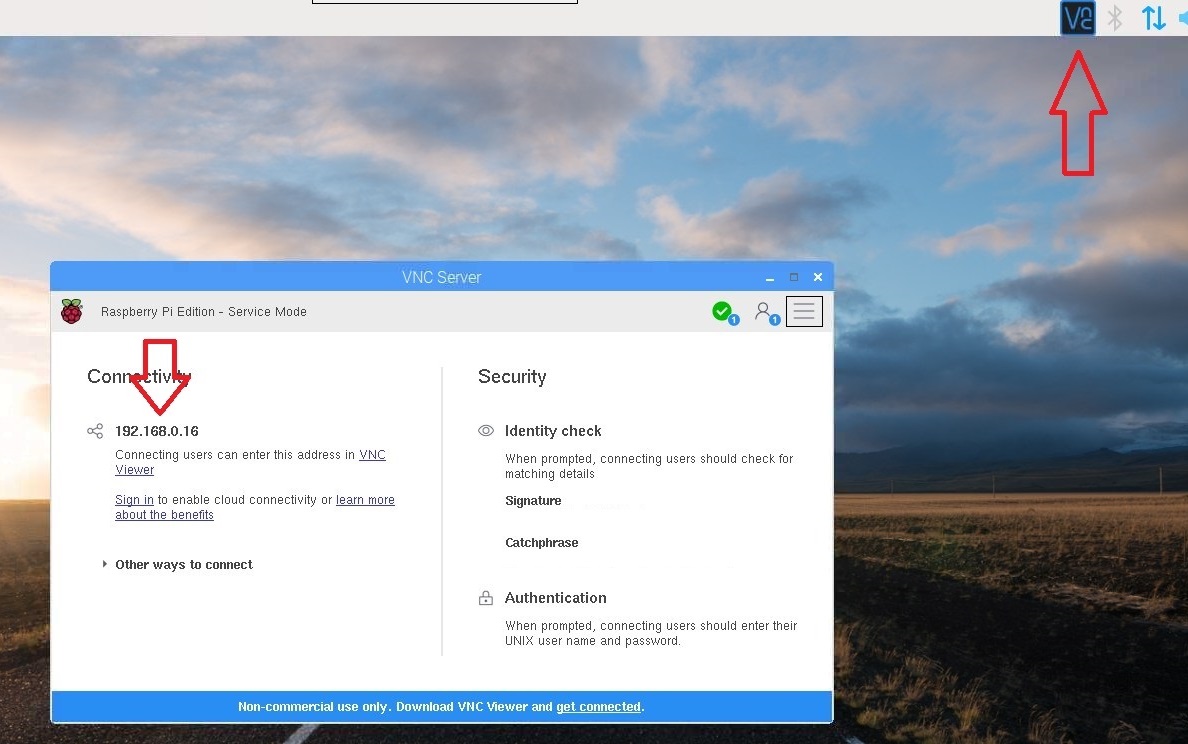 VNC Server
Raspberry Pi Edition - Service Mode
1
1
Connectivity
192.168.0.16
Connecting users can enter this address in VNC
Viewer
Sign in to enable cloud connectivity or learn more
about the benefits
Other ways to connect
Security
Identity check
When prompted, connecting users should check for
matching details
Signature
Catchphrase
Authentication
When prompted, connecting users should enter their
UNIX user name and password.
Non-commercial use only. Download VNC Viewer and get connected.